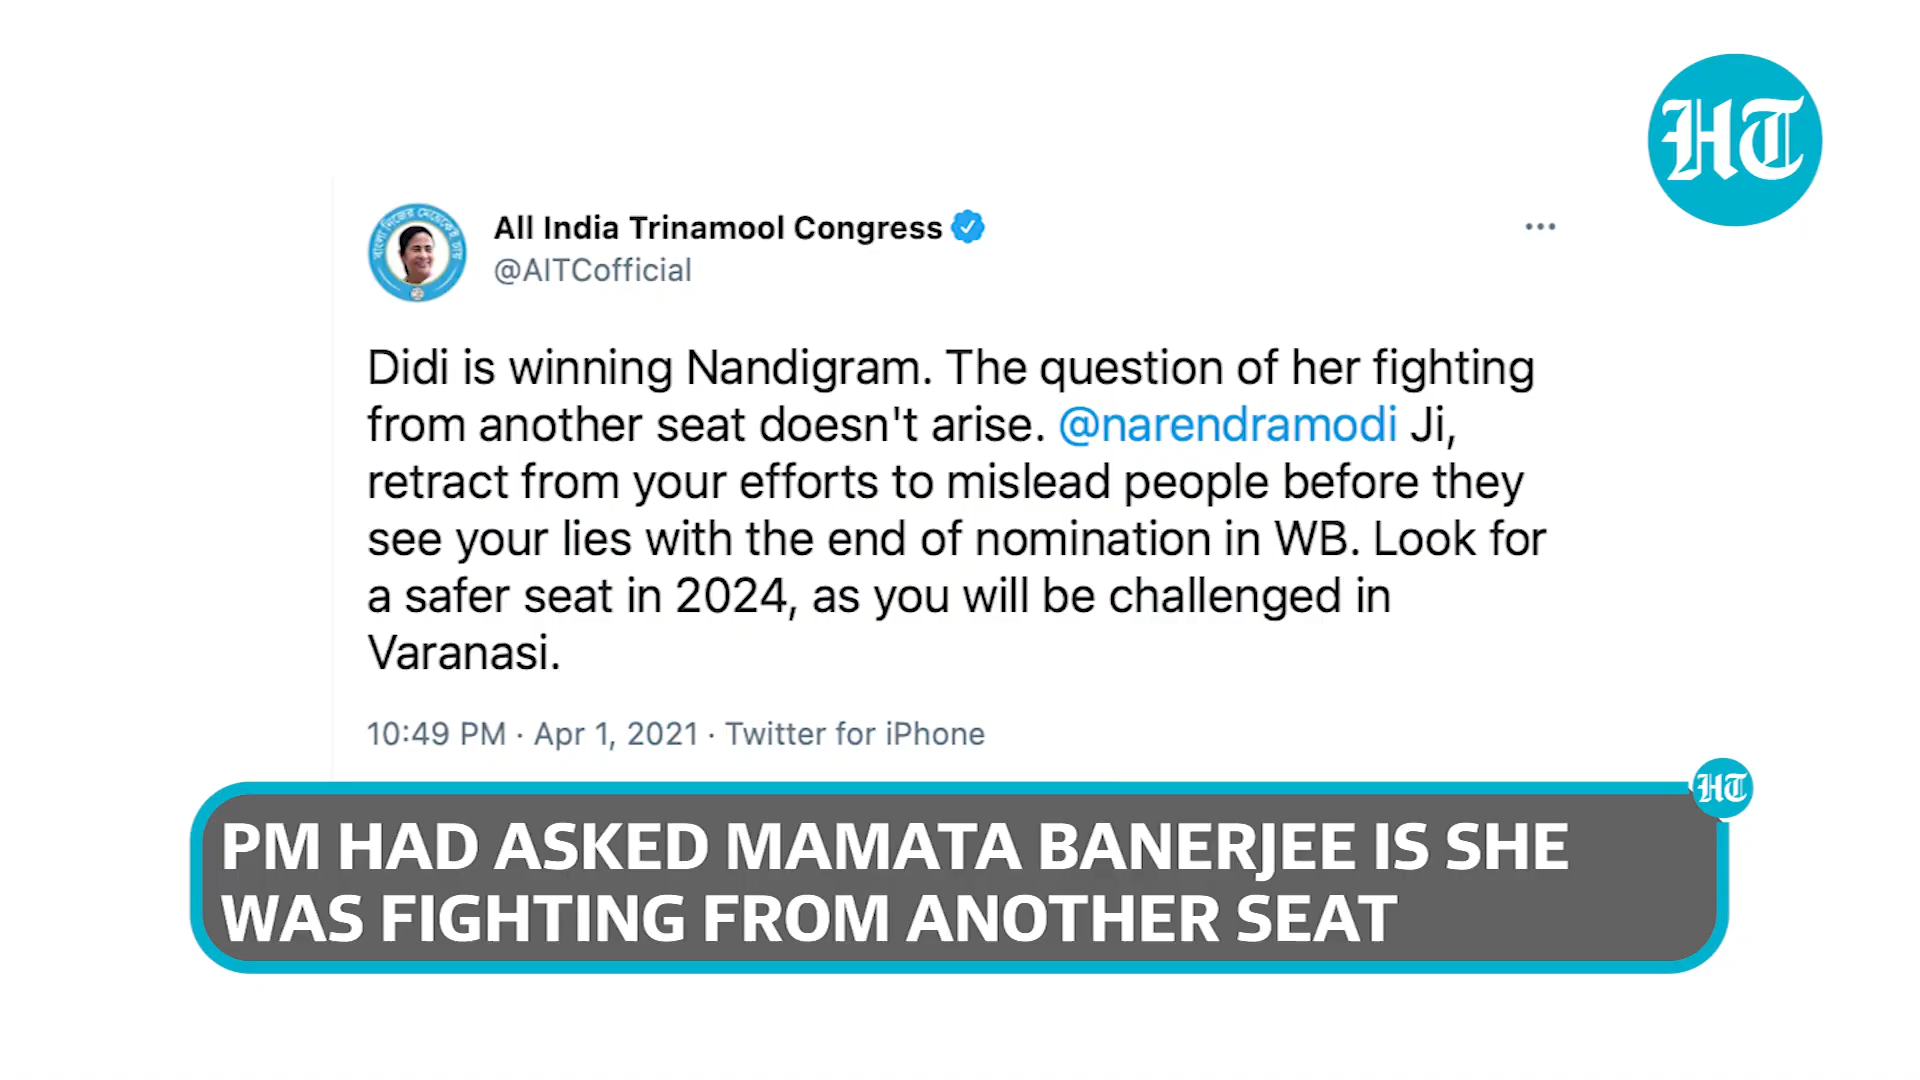 HT
All India Trinamool Congress
@AITCofficial
বাংলা নিজের মেয়েকেই চায়
Didi is winning Nandigram. The question of her fighting
from another seat doesn't arise. @narendramodi Ji,
retract from your efforts to mislead people before they
see your lies with the end of nomination in WB. Look for
a safer seat in 2024, as you will be challenged in
Varanasi.
10:49 PM · Apr 1, 2021 · Twitter for iPhone
HT
PM HAD ASKED MAMATA BANERJEE IS SHE
WAS FIGHTING FROM ANOTHER SEAT